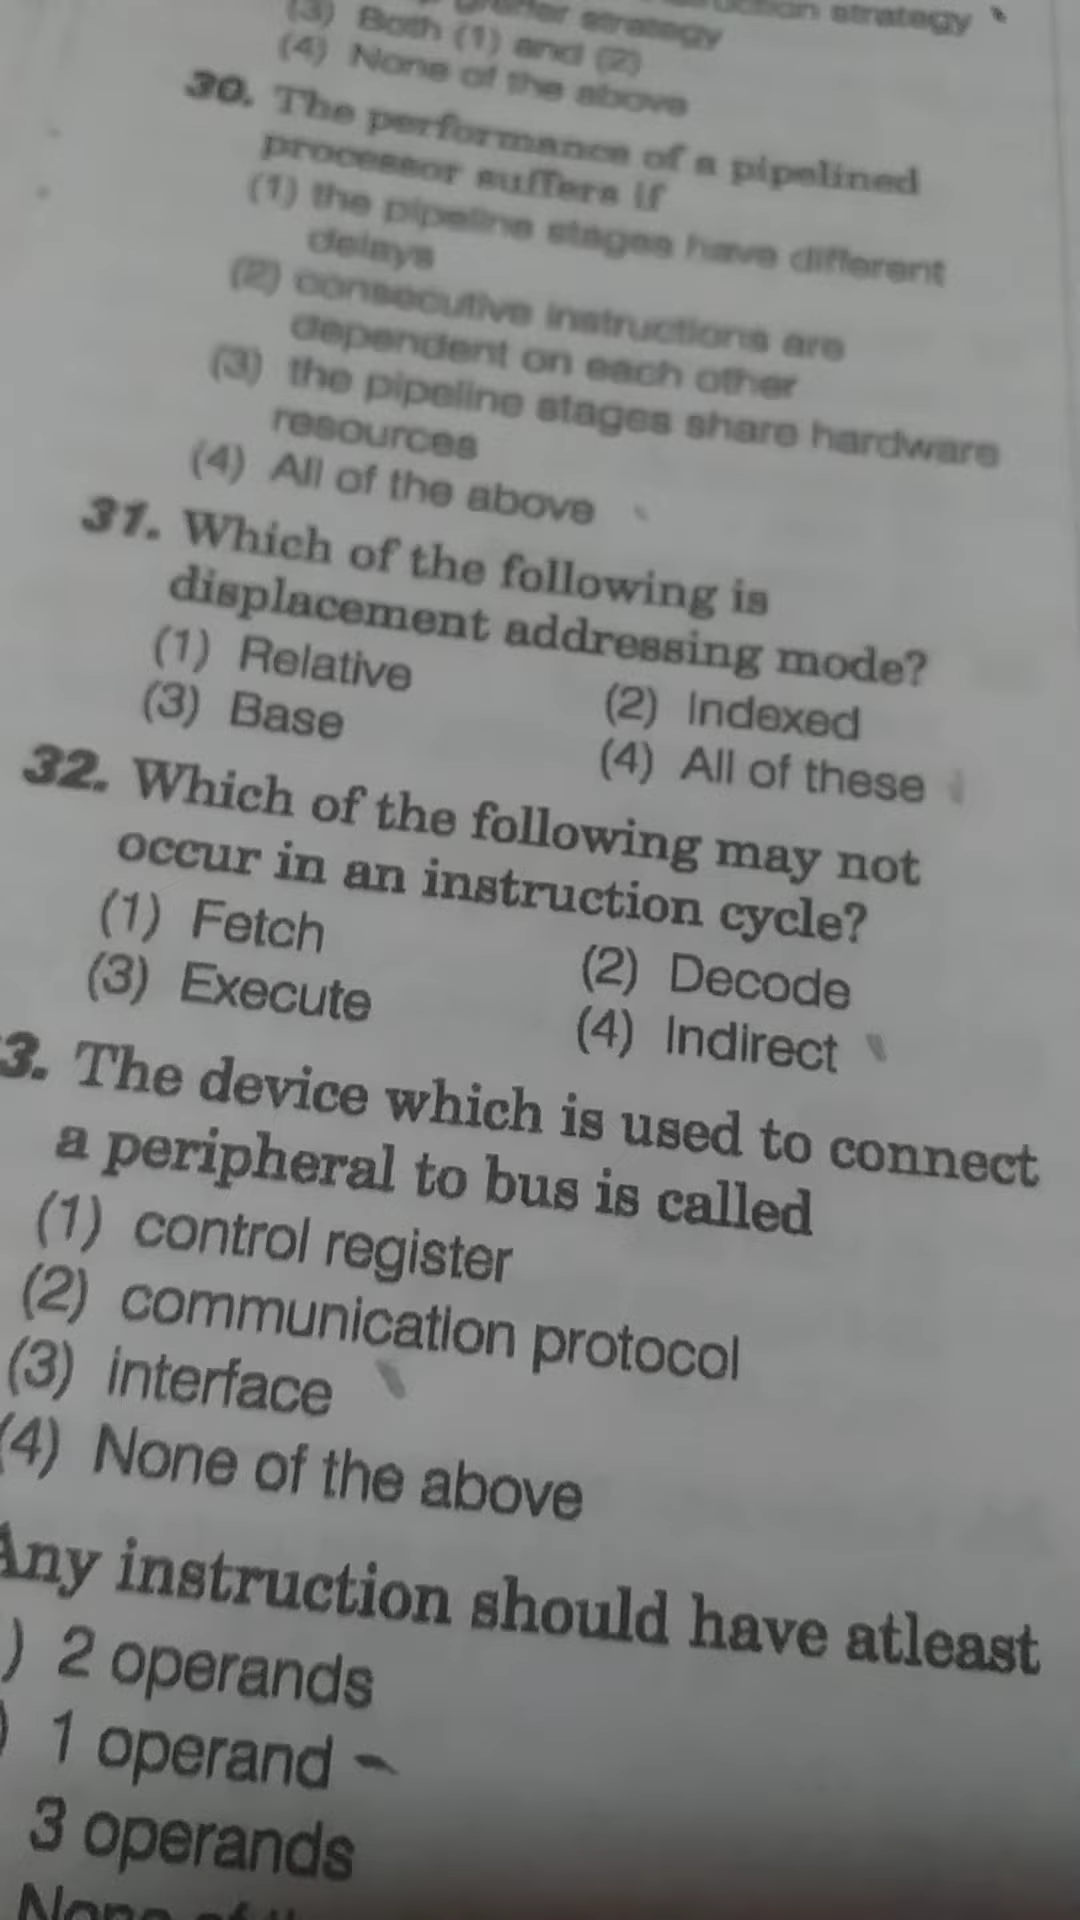 strategy
(3) Both (1) and (2)
(4) None of the above
30. The performance of a pipelined
processor suffers if
(1) the pipeline stages have different
delays
(2) consecutive instructions are
dependent on each other
(3) the pipeline stages share hardware
resources
(4) All of the above
31. Which of the following is
displacement addressing mode?
(1) Relative
(2) Indexed
(3) Base
(4) All of these
32. Which of the following may not
occur in an instruction cycle?
(1) Fetch
(2) Decode
(3) Execute
(4) Indirect
3. The device which is used to connect
a peripheral to bus is called
(1) control register
(2) communication protocol
(3) interface
(4) None of the above
Any instruction should have atleast
) 2 operands
) 1 operand
3 operands
None